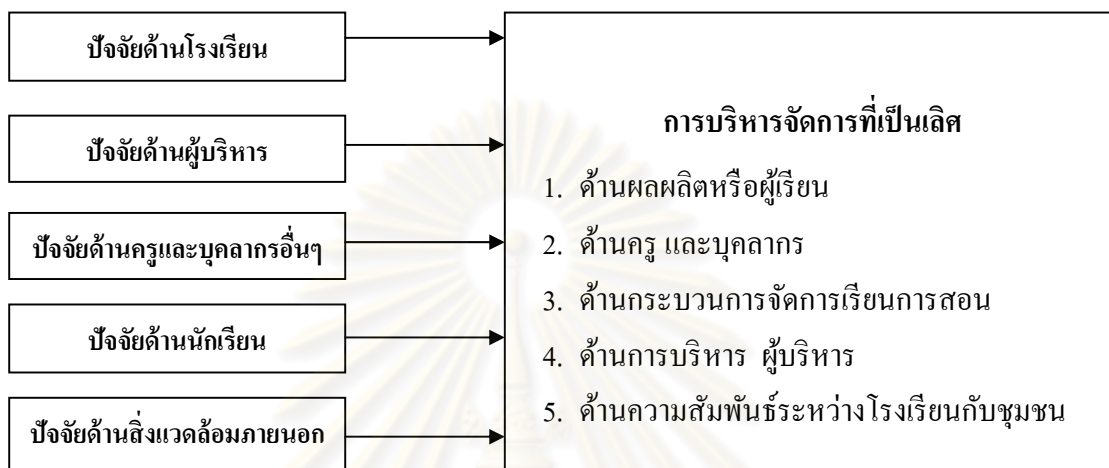 ปัจจัยด้านโรงเรียน
ปัจจัยด้านผู้บริหาร
ปัจจัยด้านครูและบุคลากรอื่นๆ
ปัจจัยด้านนักเรียน
ปัจจัยด้านสิ่งแวดล้อมภายนอก
การบริหารจัดการที่เป็นเลิศ
1. ด้านผลผลิตหรือผู้เรียน
2. ด้านครู และบุคลากร
3. ด้านกระบวนการจัดการเรียนการสอน
4. ด้านการบริหาร ผู้บริหาร
5. ด้านความสัมพันธ์ระหว่างโรงเรียนกับชุมชน